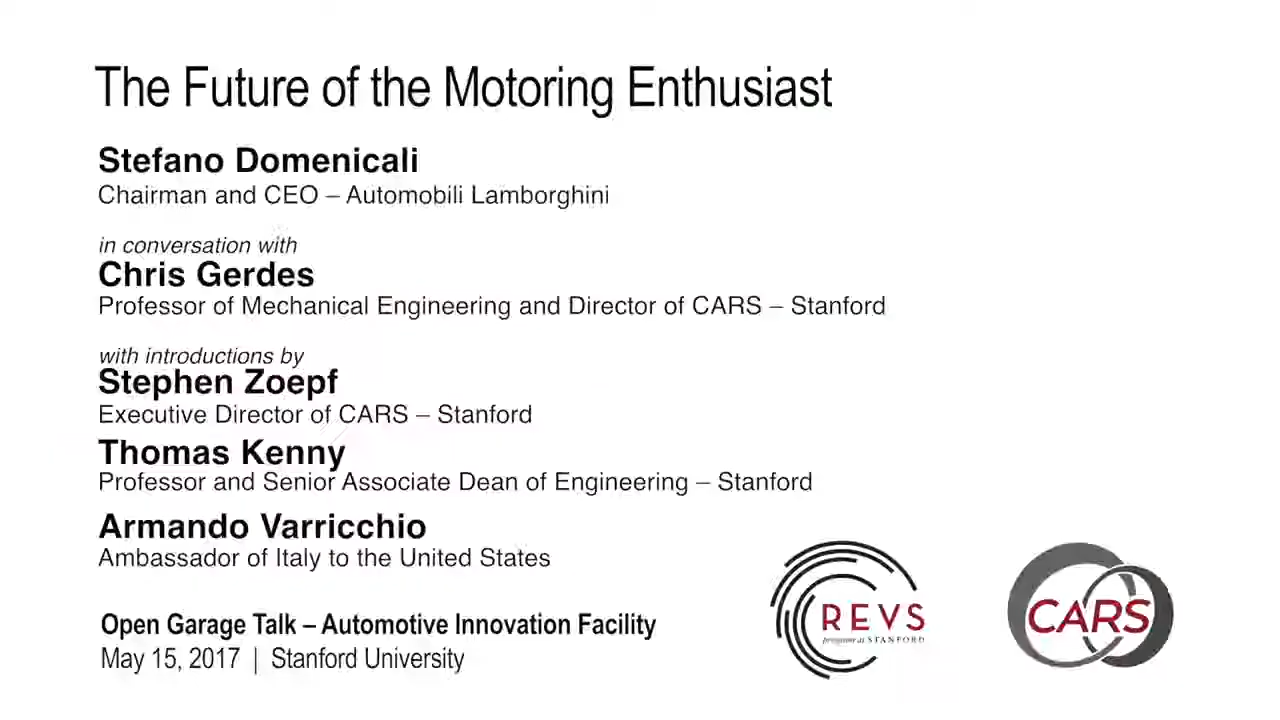 The Future of the Motoring Enthusiast
Stefano Domenicali
Chairman and CEO – Automobili Lamborghini
in conversation with
Chris Gerdes
Professor of Mechanical Engineering and Director of CARS – Stanford
with introductions by
Stephen Zoepf
Executive Director of CARS – Stanford
Thomas Kenny
Professor and Senior Associate Dean of Engineering – Stanford
Armando Varricchio
Ambassador of Italy to the United States
Open Garage Talk – Automotive Innovation Facility
May 15, 2017 | Stanford University
REVS
program at STANFORD
CARS